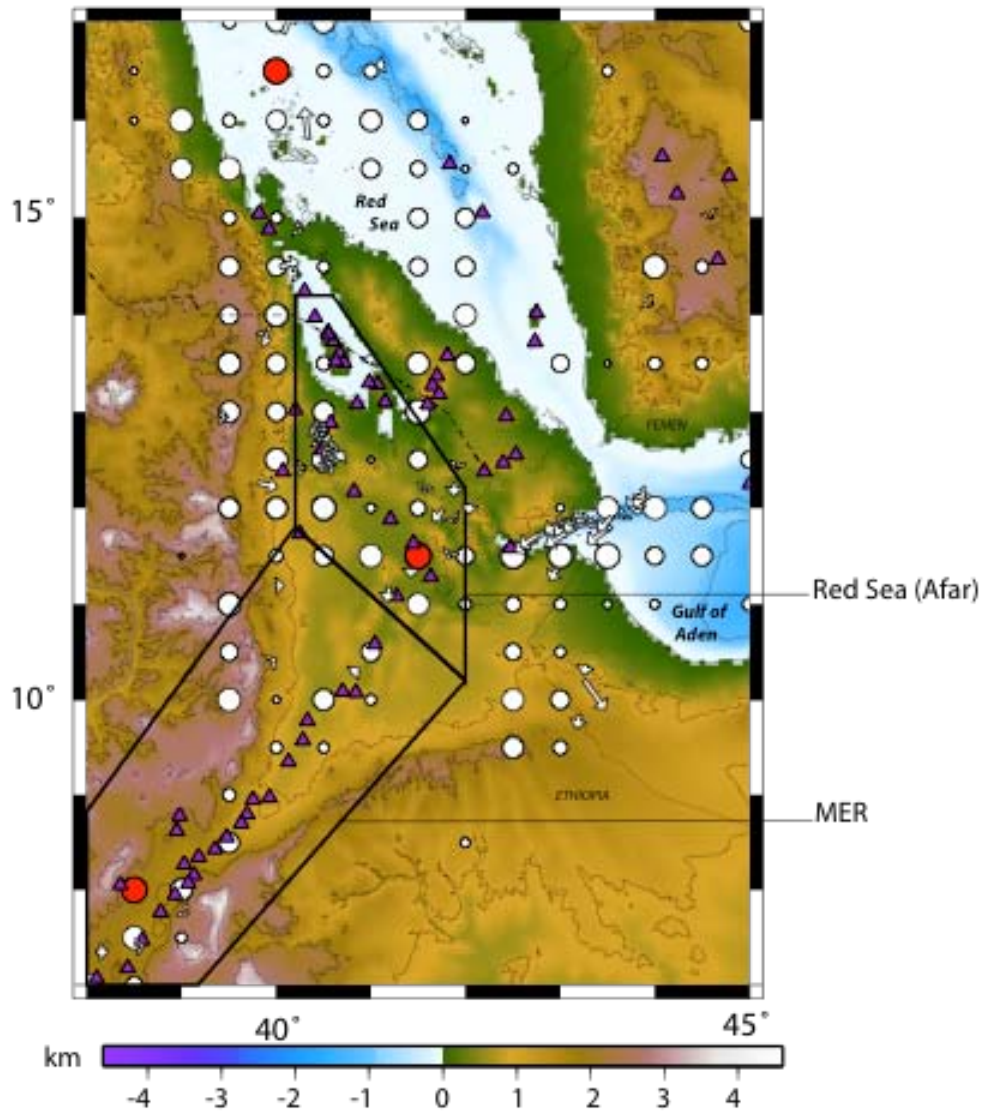 15°
Red
Sea
YEMEN
Red Sea (Afar)
Gulf of
Aden
10°
ETHIOPIA
MER
40°
45°
km
-4 -3 -2 -1 0 1 2 3 4